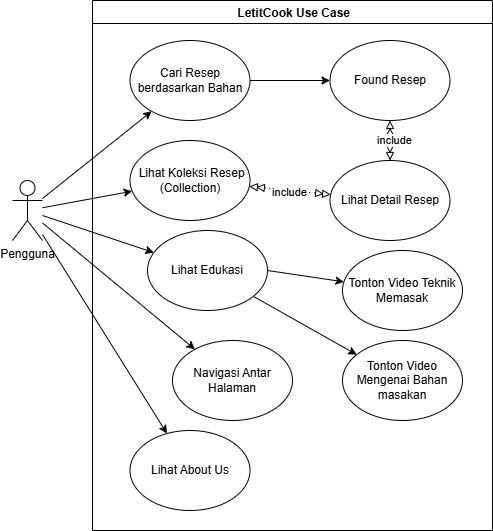 LetitCook Use Case
Cari Resep
berdasarkan Bahan
Found Resep
include
Lihat Koleksi Resep
(Collection)
include
Lihat Detail Resep
Pengguna
Lihat Edukasi
Tonton Video Teknik
Memasak
Navigasi Antar
Halaman
Tonton Video
Mengenai Bahan
masakan
Lihat About Us